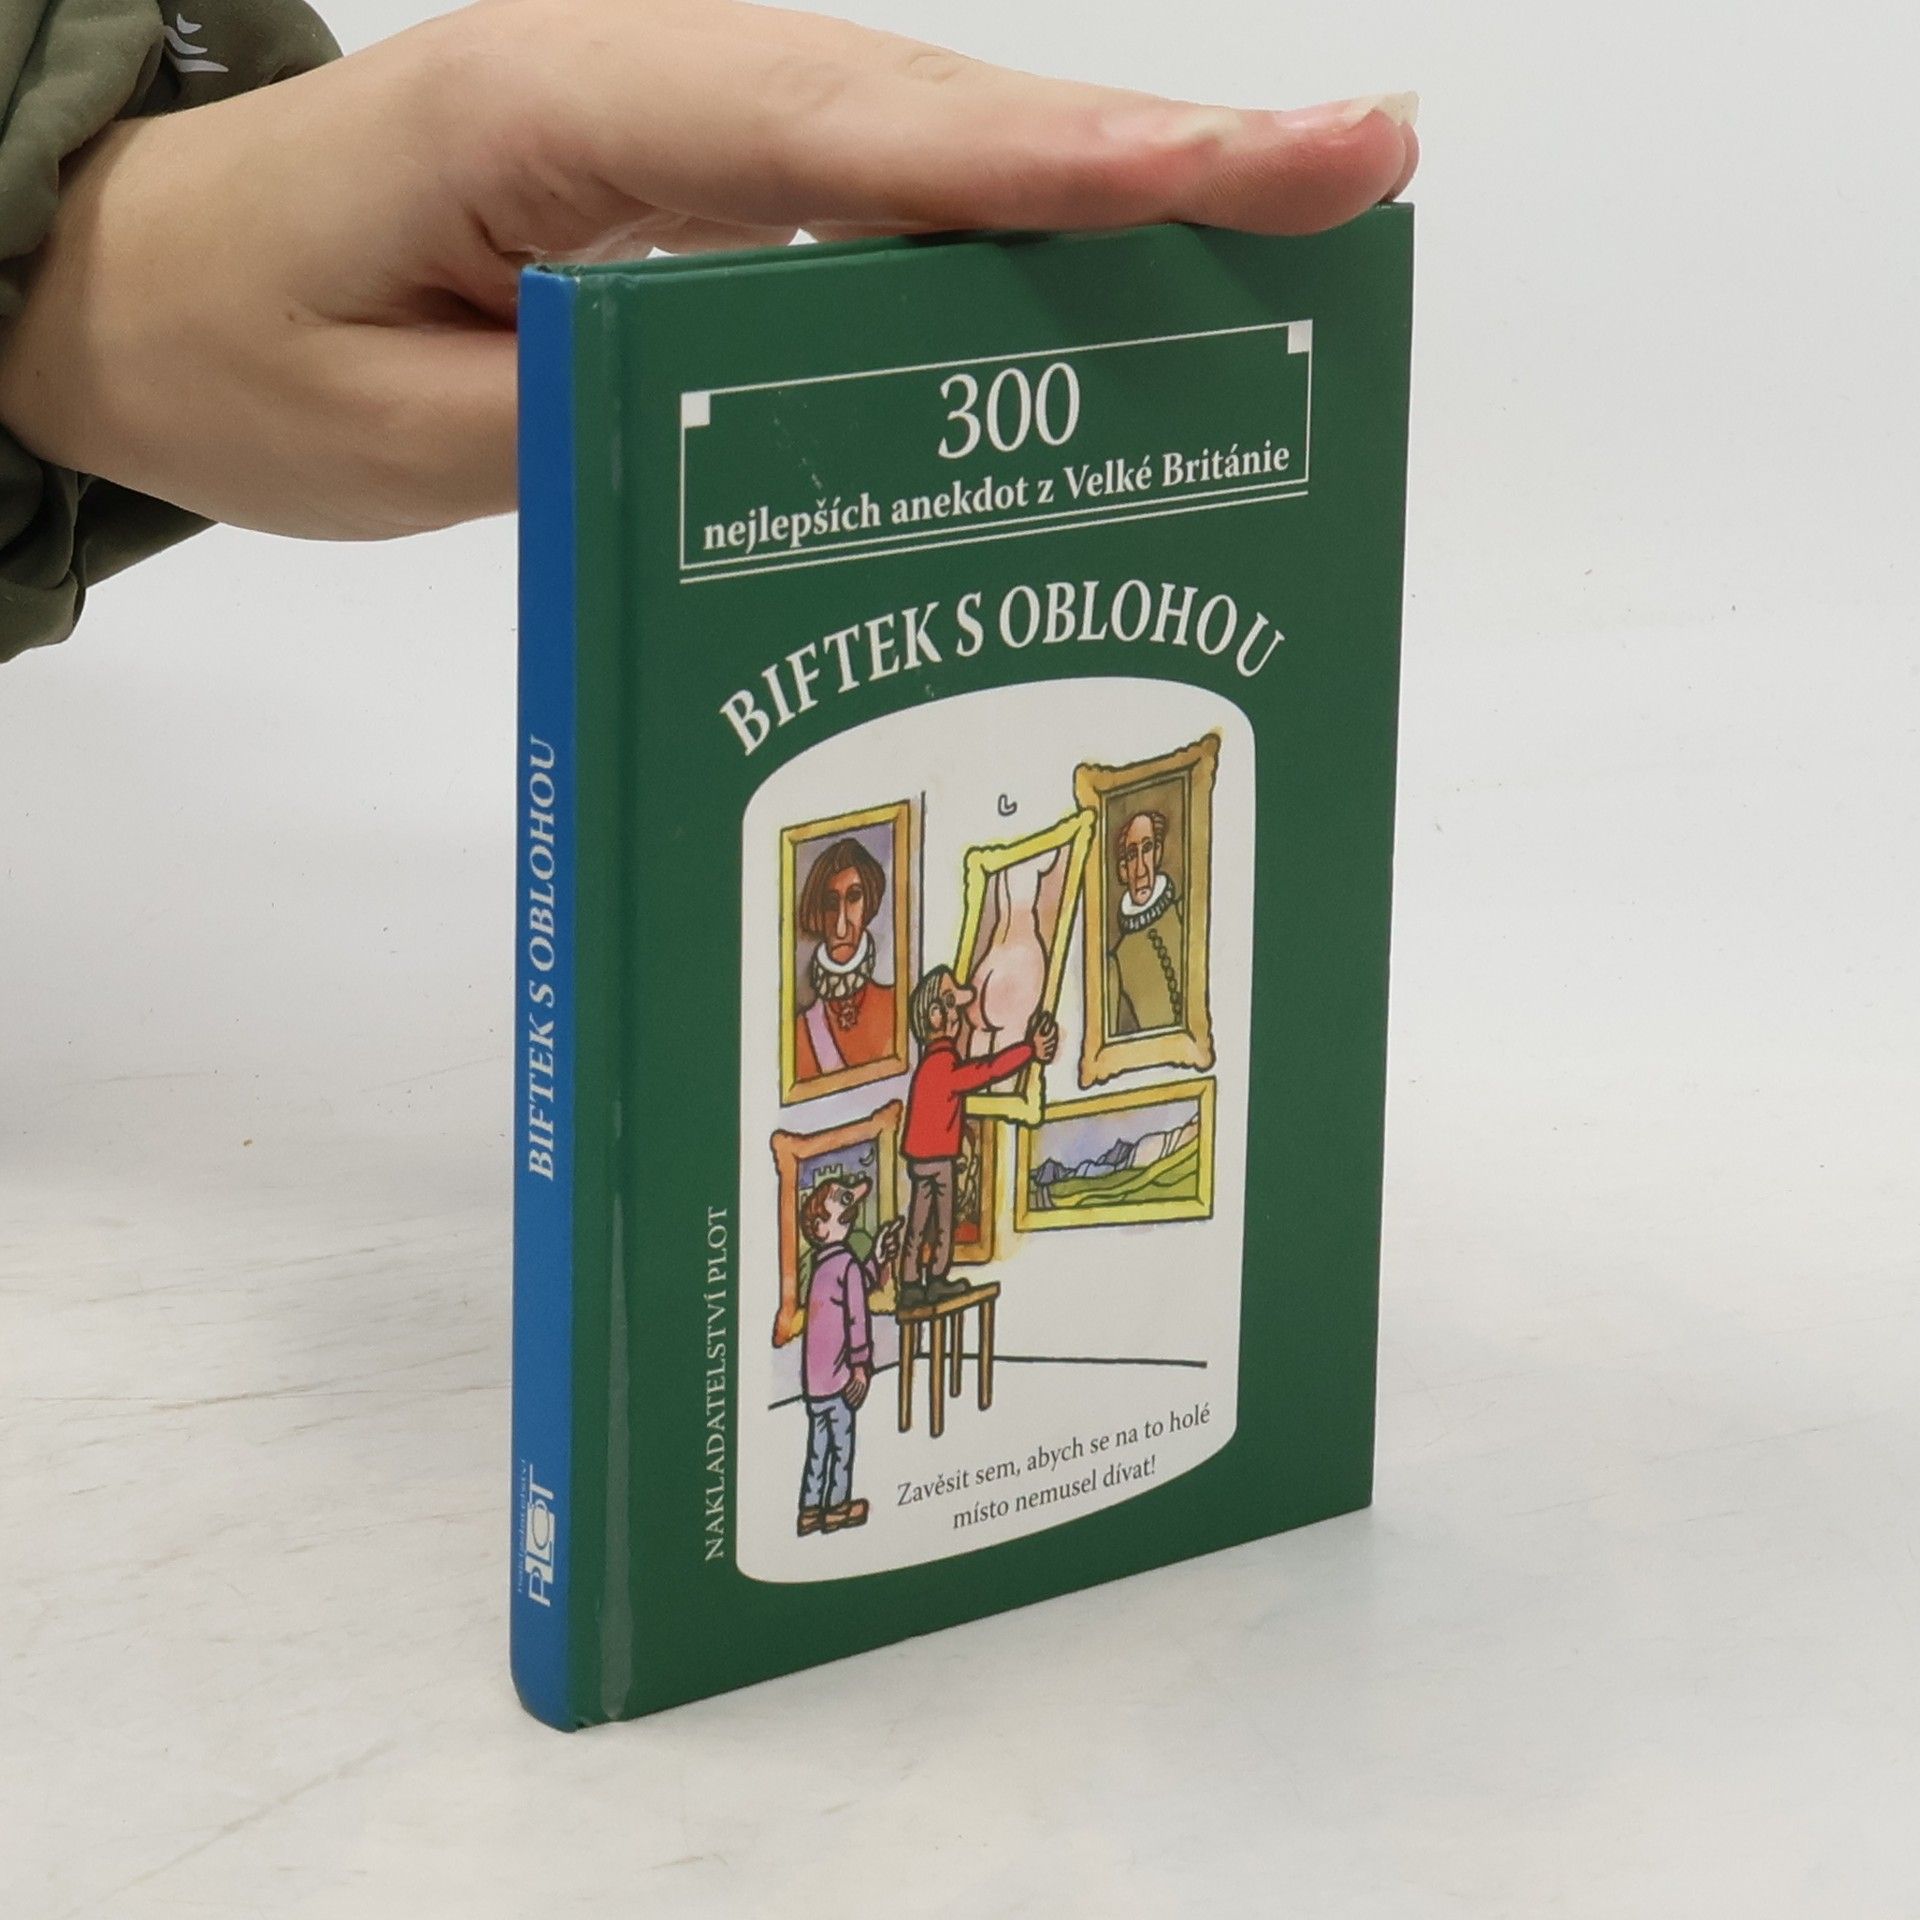 300
nejlepších anekdot z Velké Británie
BIFTEK S OBLOHOU
Zavěsit sem, abych se na to holé
místo nemusel dívat!
NAKLADATELSTVÍ PLOT
BIFTEK S OBLOHOU
nakladatelství
PLOT